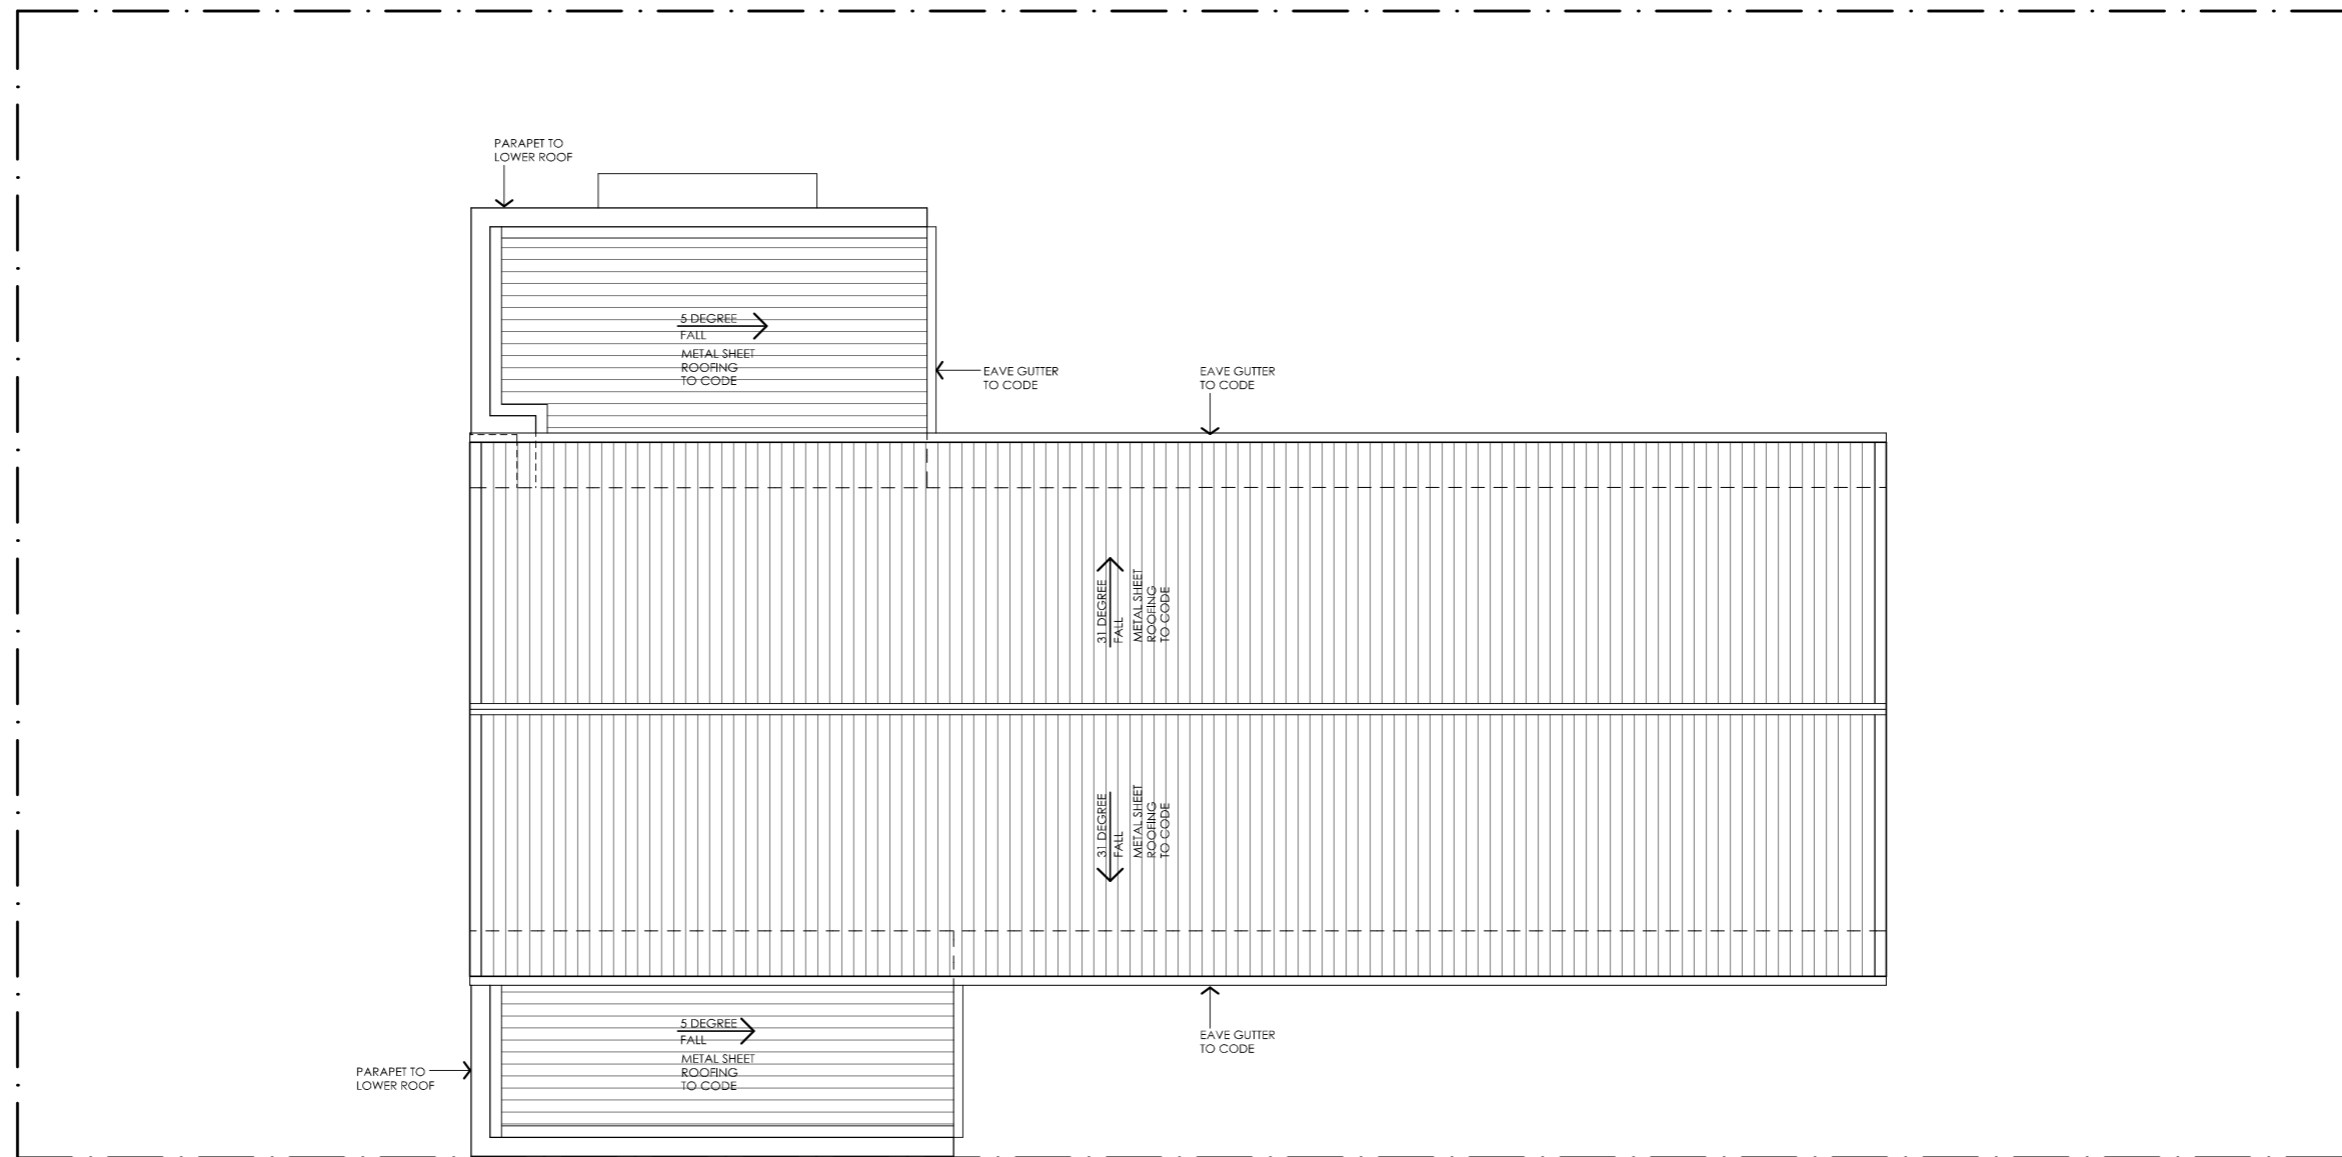 PARAPET TO
LOWER ROOF
5 DEGREE
FALL
METAL SHEET
ROOFING
TO CODE
EAVE GUTTER
TO CODE
EAVE GUTTER
TO CODE
31 DEGREE
FALL
METAL SHEET
ROOFING
TO CODE
31 DEGREE
FALL
METAL SHEET
ROOFING
TO CODE
5 DEGREE
FALL
METAL SHEET
ROOFING
TO CODE
EAVE GUTTER
TO CODE
PARAPET TO
LOWER ROOF